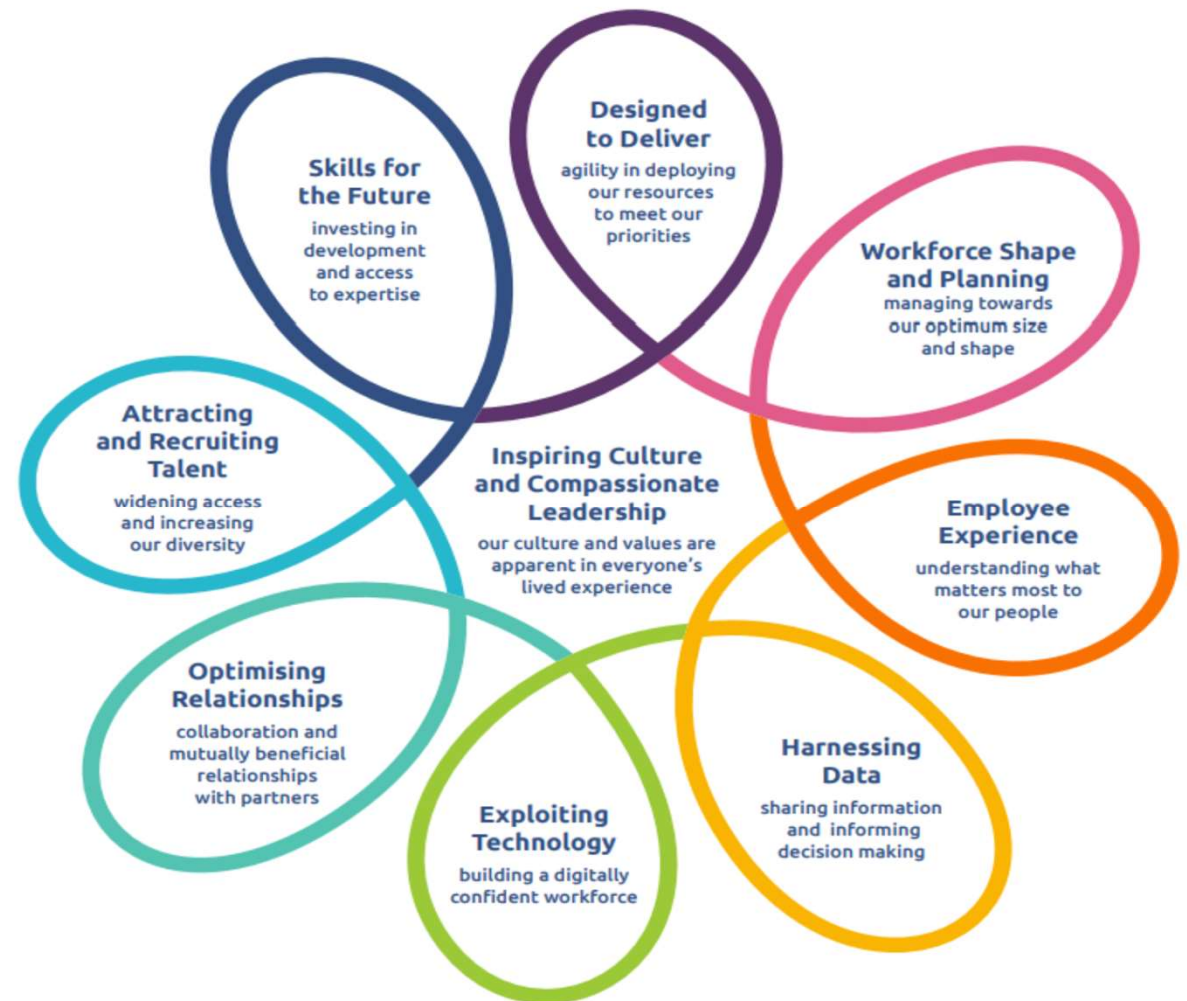 Designed
to Deliver
agility in deploying
our resources
to meet our
priorities
Workforce Shape
and Planning
managing towards
our optimum size
and shape
Employee
Experience
understanding what
matters most to
our people
Harnessing
Data
sharing information
and informing
decision making
Exploiting
Technology
building a digitally
confident workforce
Optimising
Relationships
collaboration and
mutually beneficial
relationships
with partners
Attracting
and Recruiting
Talent
widening access
and increasing
our diversity
Skills for
the Future
investing in
development
and access
to expertise
Inspiring Culture
and Compassionate
Leadership
our culture and values are
apparent in everyone’s
lived experience